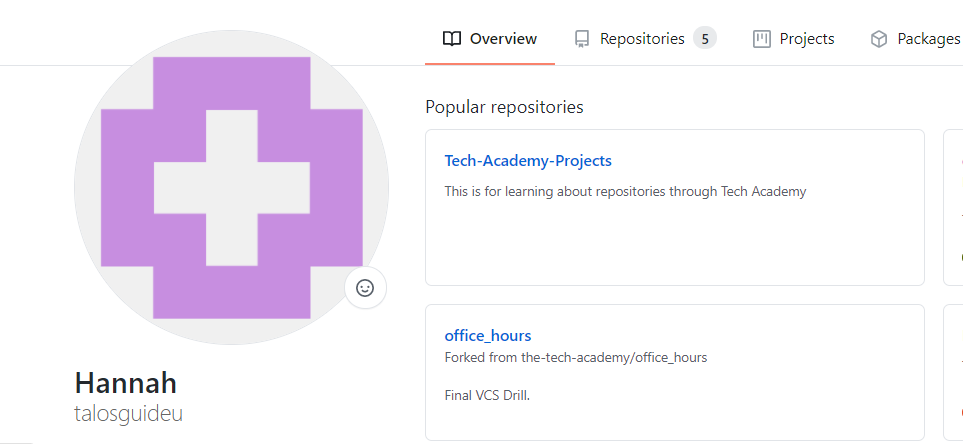 Overview
Repositories 5
Projects
Packages
Popular repositories
Tech-Academy-Projects
This is for learning about repositories through Tech Academy
office_hours
Forked from the-tech-academy/office_hours
Final VCS Drill.
Hannah
talosguideu